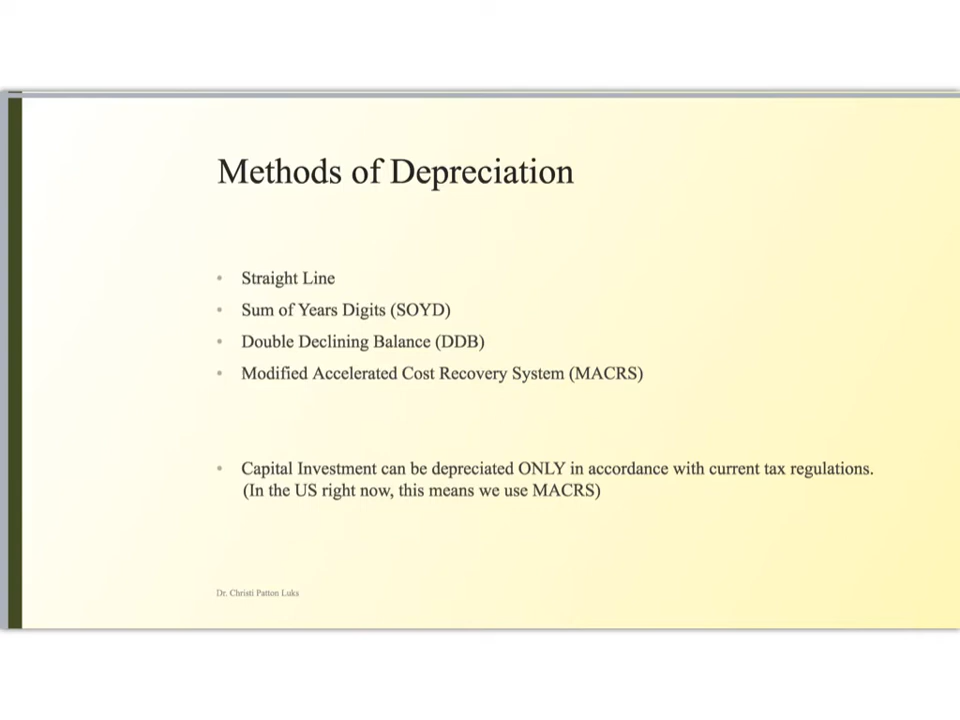 Methods of Depreciation
• Straight Line
• Sum of Years Digits (SOYD)
• Double Declining Balance (DDB)
• Modified Accelerated Cost Recovery System (MACRS)
• Capital Investment can be depreciated ONLY in accordance with current tax regulations.
(In the US right now, this means we use MACRS)
Dr. Christi Patton Luks